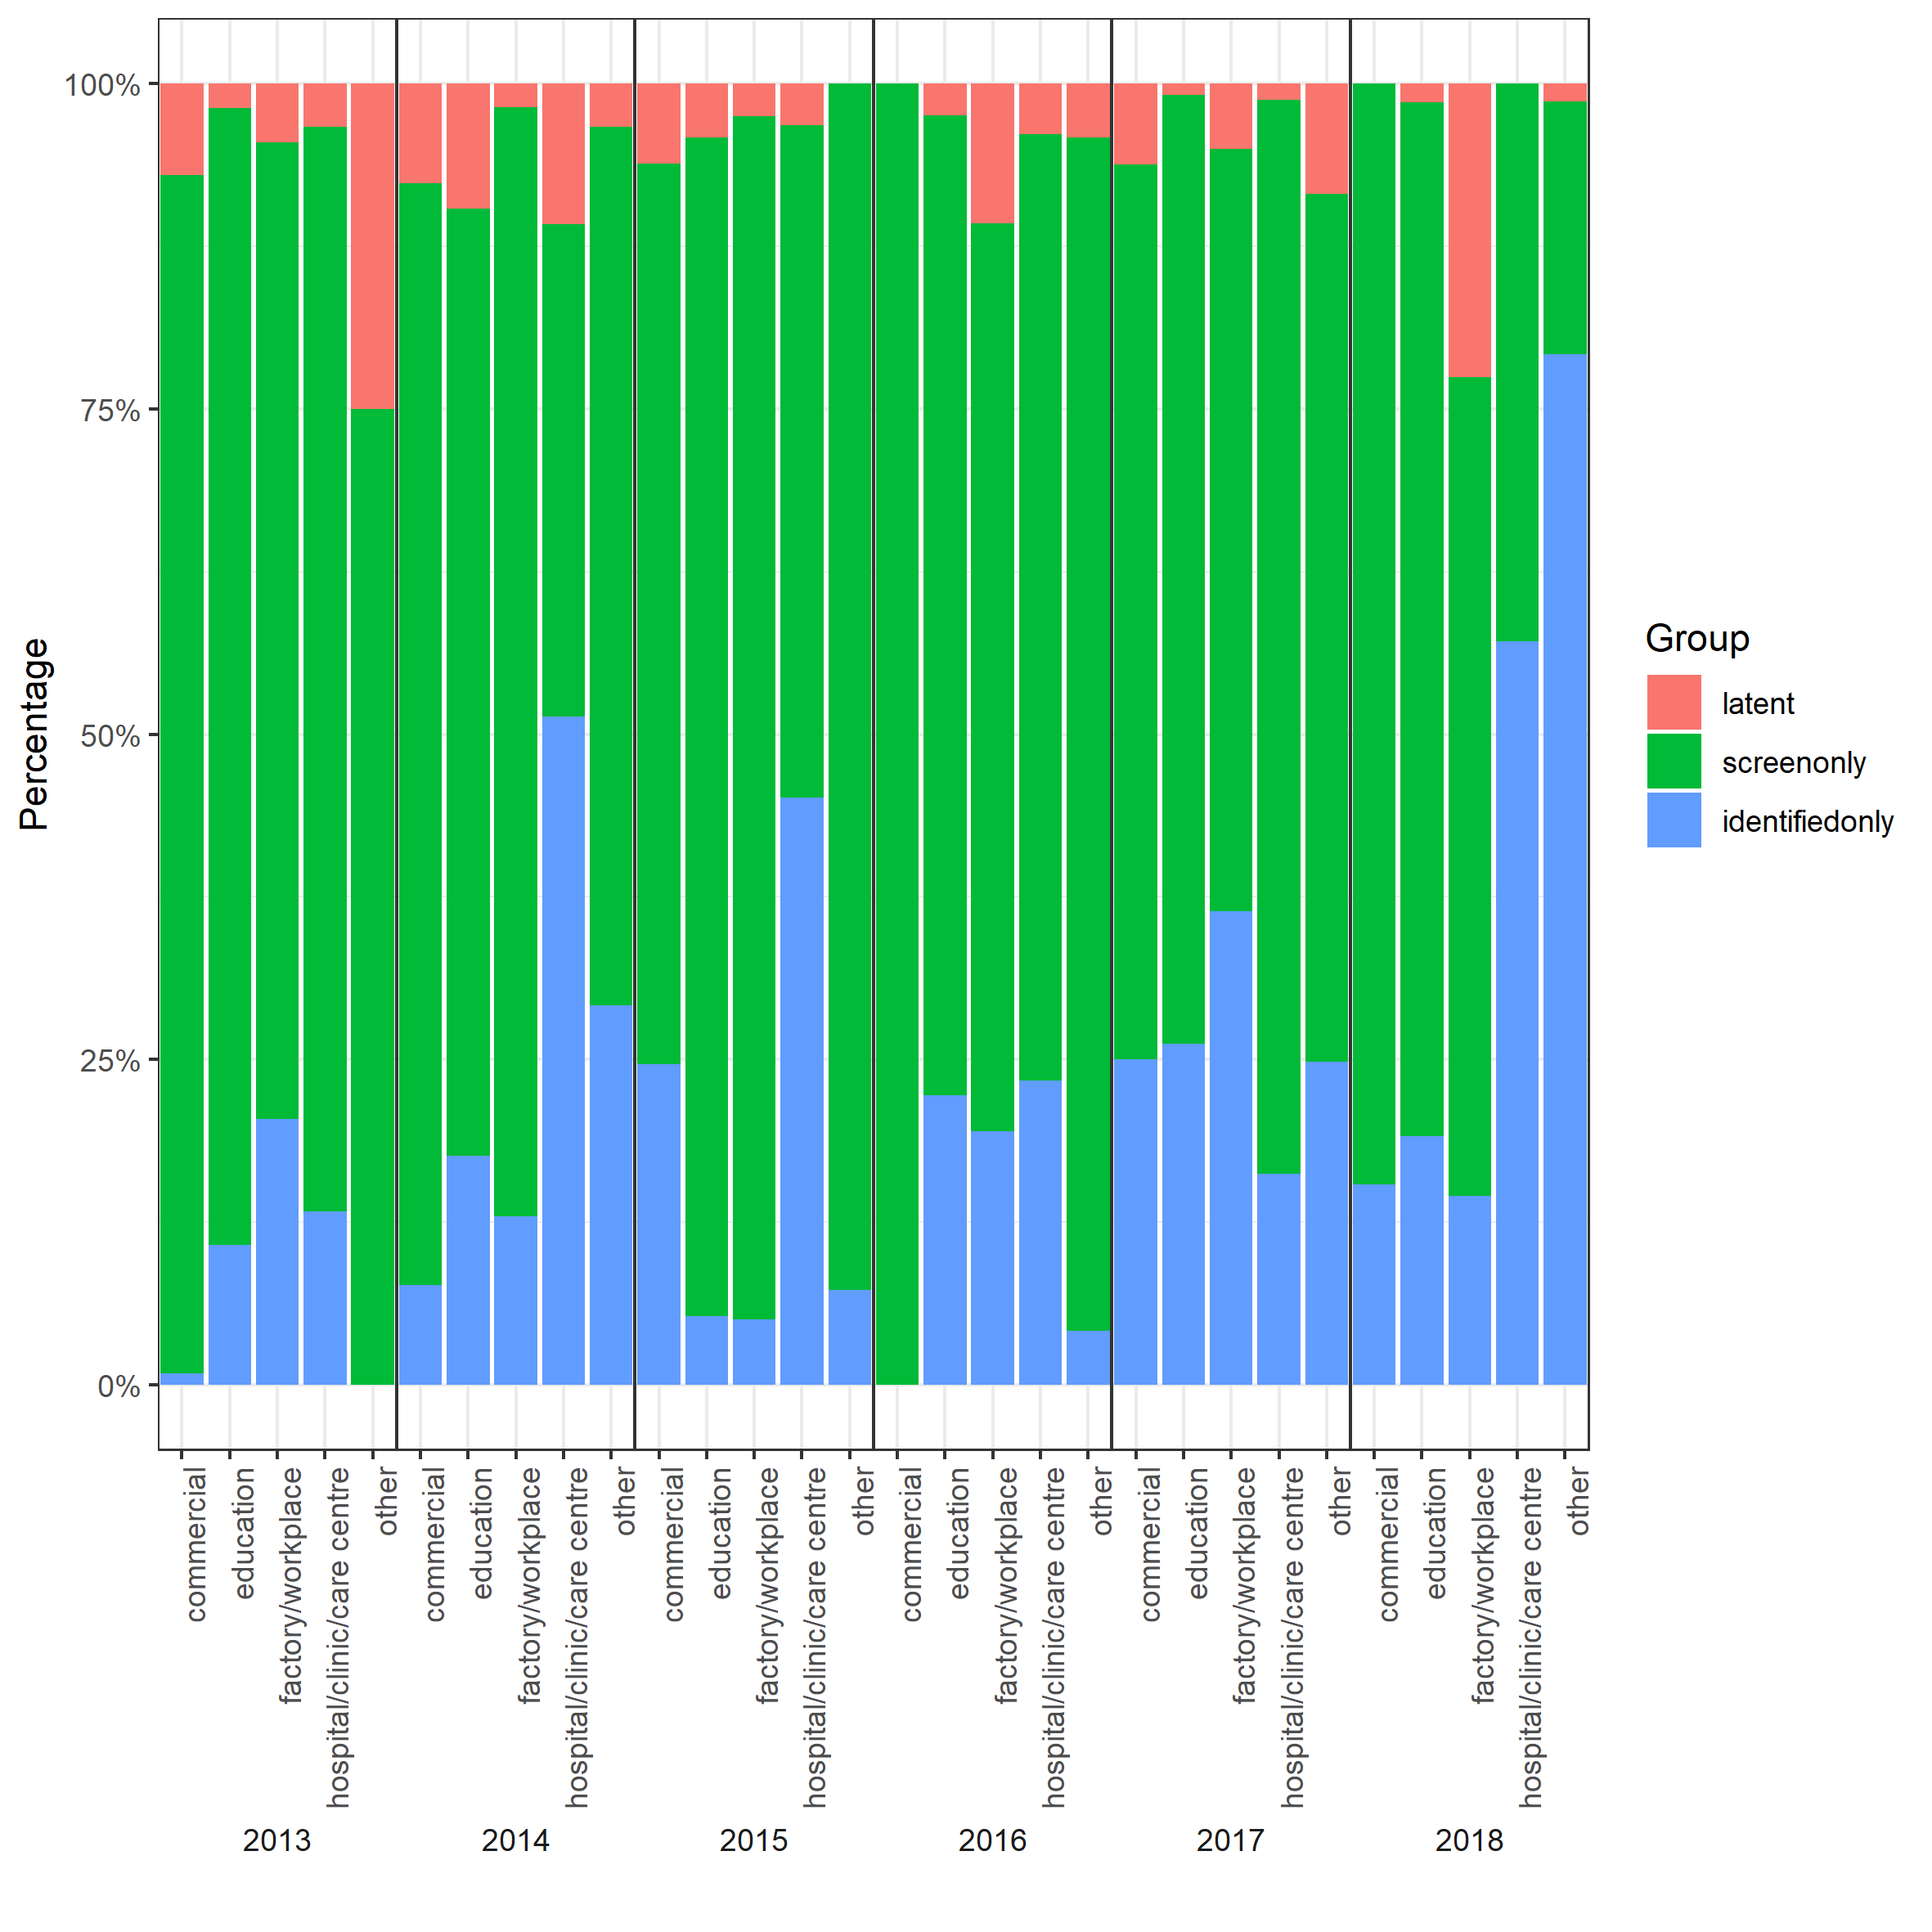 100%
75%
50%
25%
0%
Percentage
commercial
education
factory/workplace
hospital/clinic/care centre
other
commercial
education
factory/workplace
hospital/clinic/care centre
other
commercial
education
factory/workplace
hospital/clinic/care centre
other
commercial
education
factory/workplace
hospital/clinic/care centre
other
commercial
education
factory/workplace
hospital/clinic/care centre
other
commercial
education
factory/workplace
hospital/clinic/care centre
other
2013 2014 2015 2016 2017 2018
Group
latent
screenonly
identifiedonly